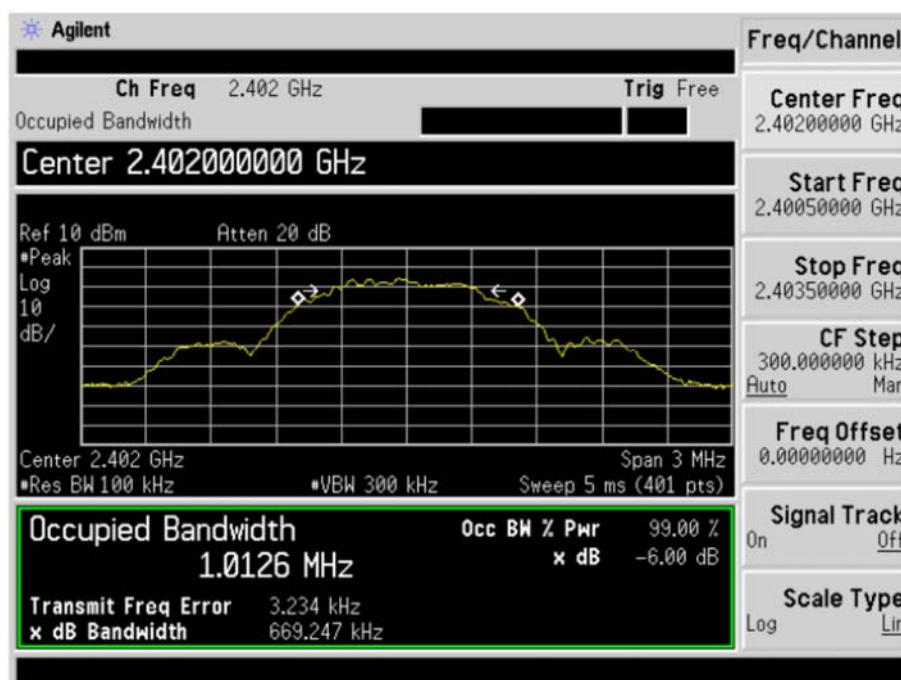 Agilent
Freq/Channel
Ch Freq 2.402 GHz Trig Free
Occupied Bandwidth
Center 2.402000000 GHz
Ref 10 dBm Atten 20 dB
#Peak
Log
10
dB/
Center 2.402 GHz Span 3 MHz
#Res BW 100 kHz #VBW 300 kHz Sweep 5 ms (401 pts)
Occupied Bandwidth Occ BW % Pwr 99.00 %
1.0126 MHz x dB -6.00 dB
Transmit Freq Error 3.234 kHz
x dB Bandwidth 669.247 kHz
Center Freq
2.40200000 GHz
Start Freq
2.40050000 GHz
Stop Freq
2.40350000 GHz
CF Step
300.000000 kHz
Auto Man
Freq Offset
0.00000000 Hz
Signal Track
On Off
Scale Type
Log Lin